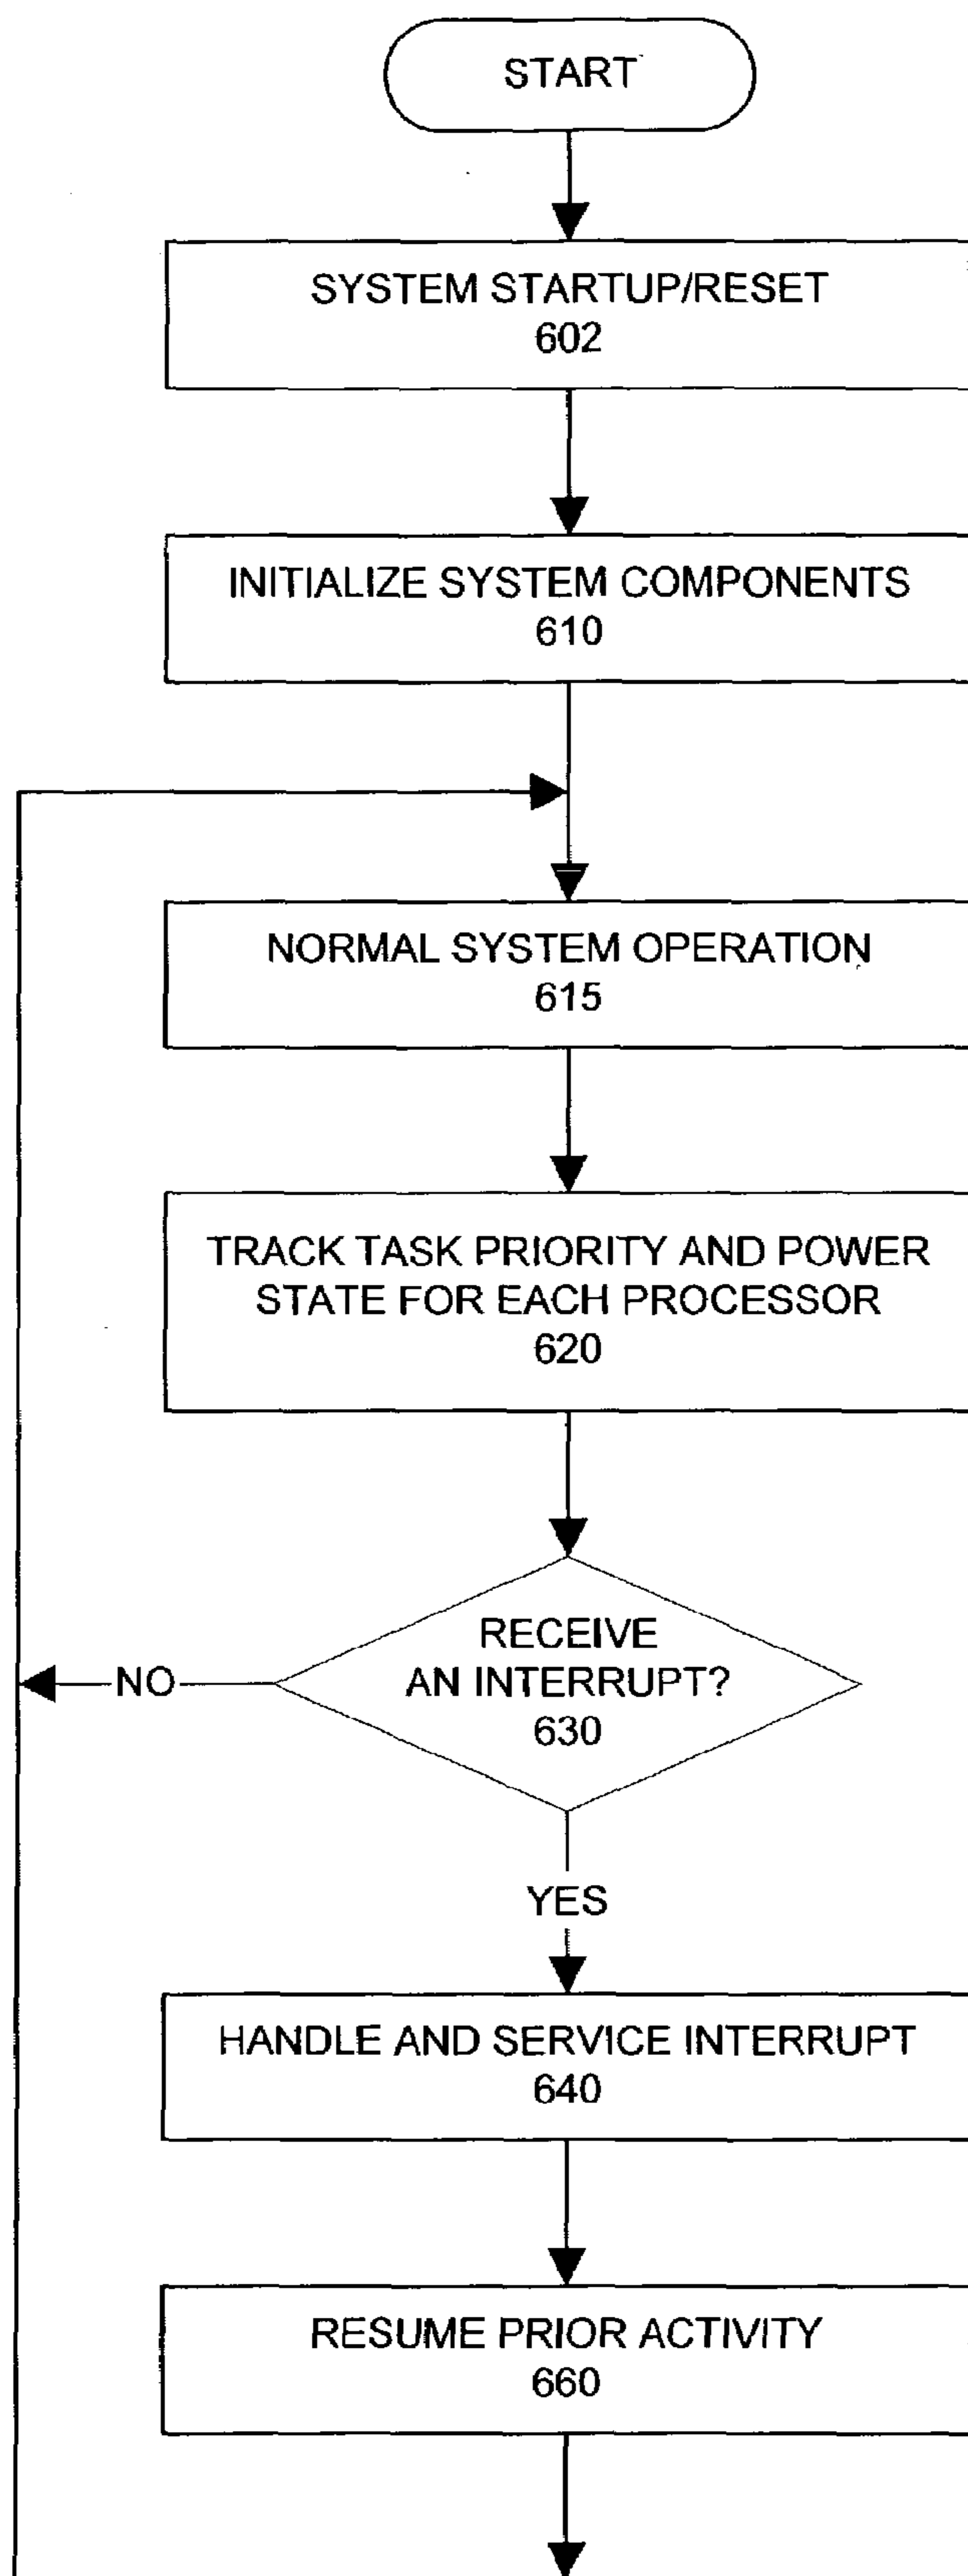 START
SYSTEM STARTUP/RESET
602
INITIALIZE SYSTEM COMPONENTS
610
NORMAL SYSTEM OPERATION
615
TRACK TASK PRIORITY AND POWER
STATE FOR EACH PROCESSOR
620
RECEIVE
AN INTERRUPT?
630
NO
YES
HANDLE AND SERVICE INTERRUPT
640
RESUME PRIOR ACTIVITY
660